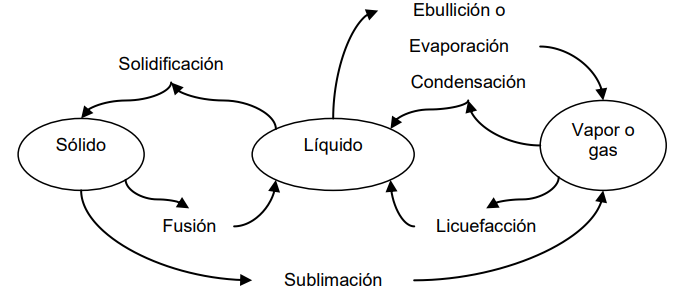 Ebullición o
Evaporación
Solidificación
Condensación
Sólido
Líquido
Vapor o
gas
Fusión
Licuefacción
Sublimación